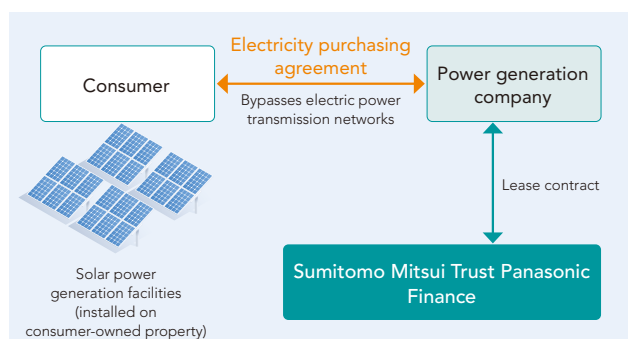 Electricity purchasing
agreement
Consumer
Power generation
company
Bypasses electric power
transmission networks
Lease contract
Solar power
generation facilities
(installed on
consumer-owned property)
Sumitomo Mitsui Trust Panasonic
Finance